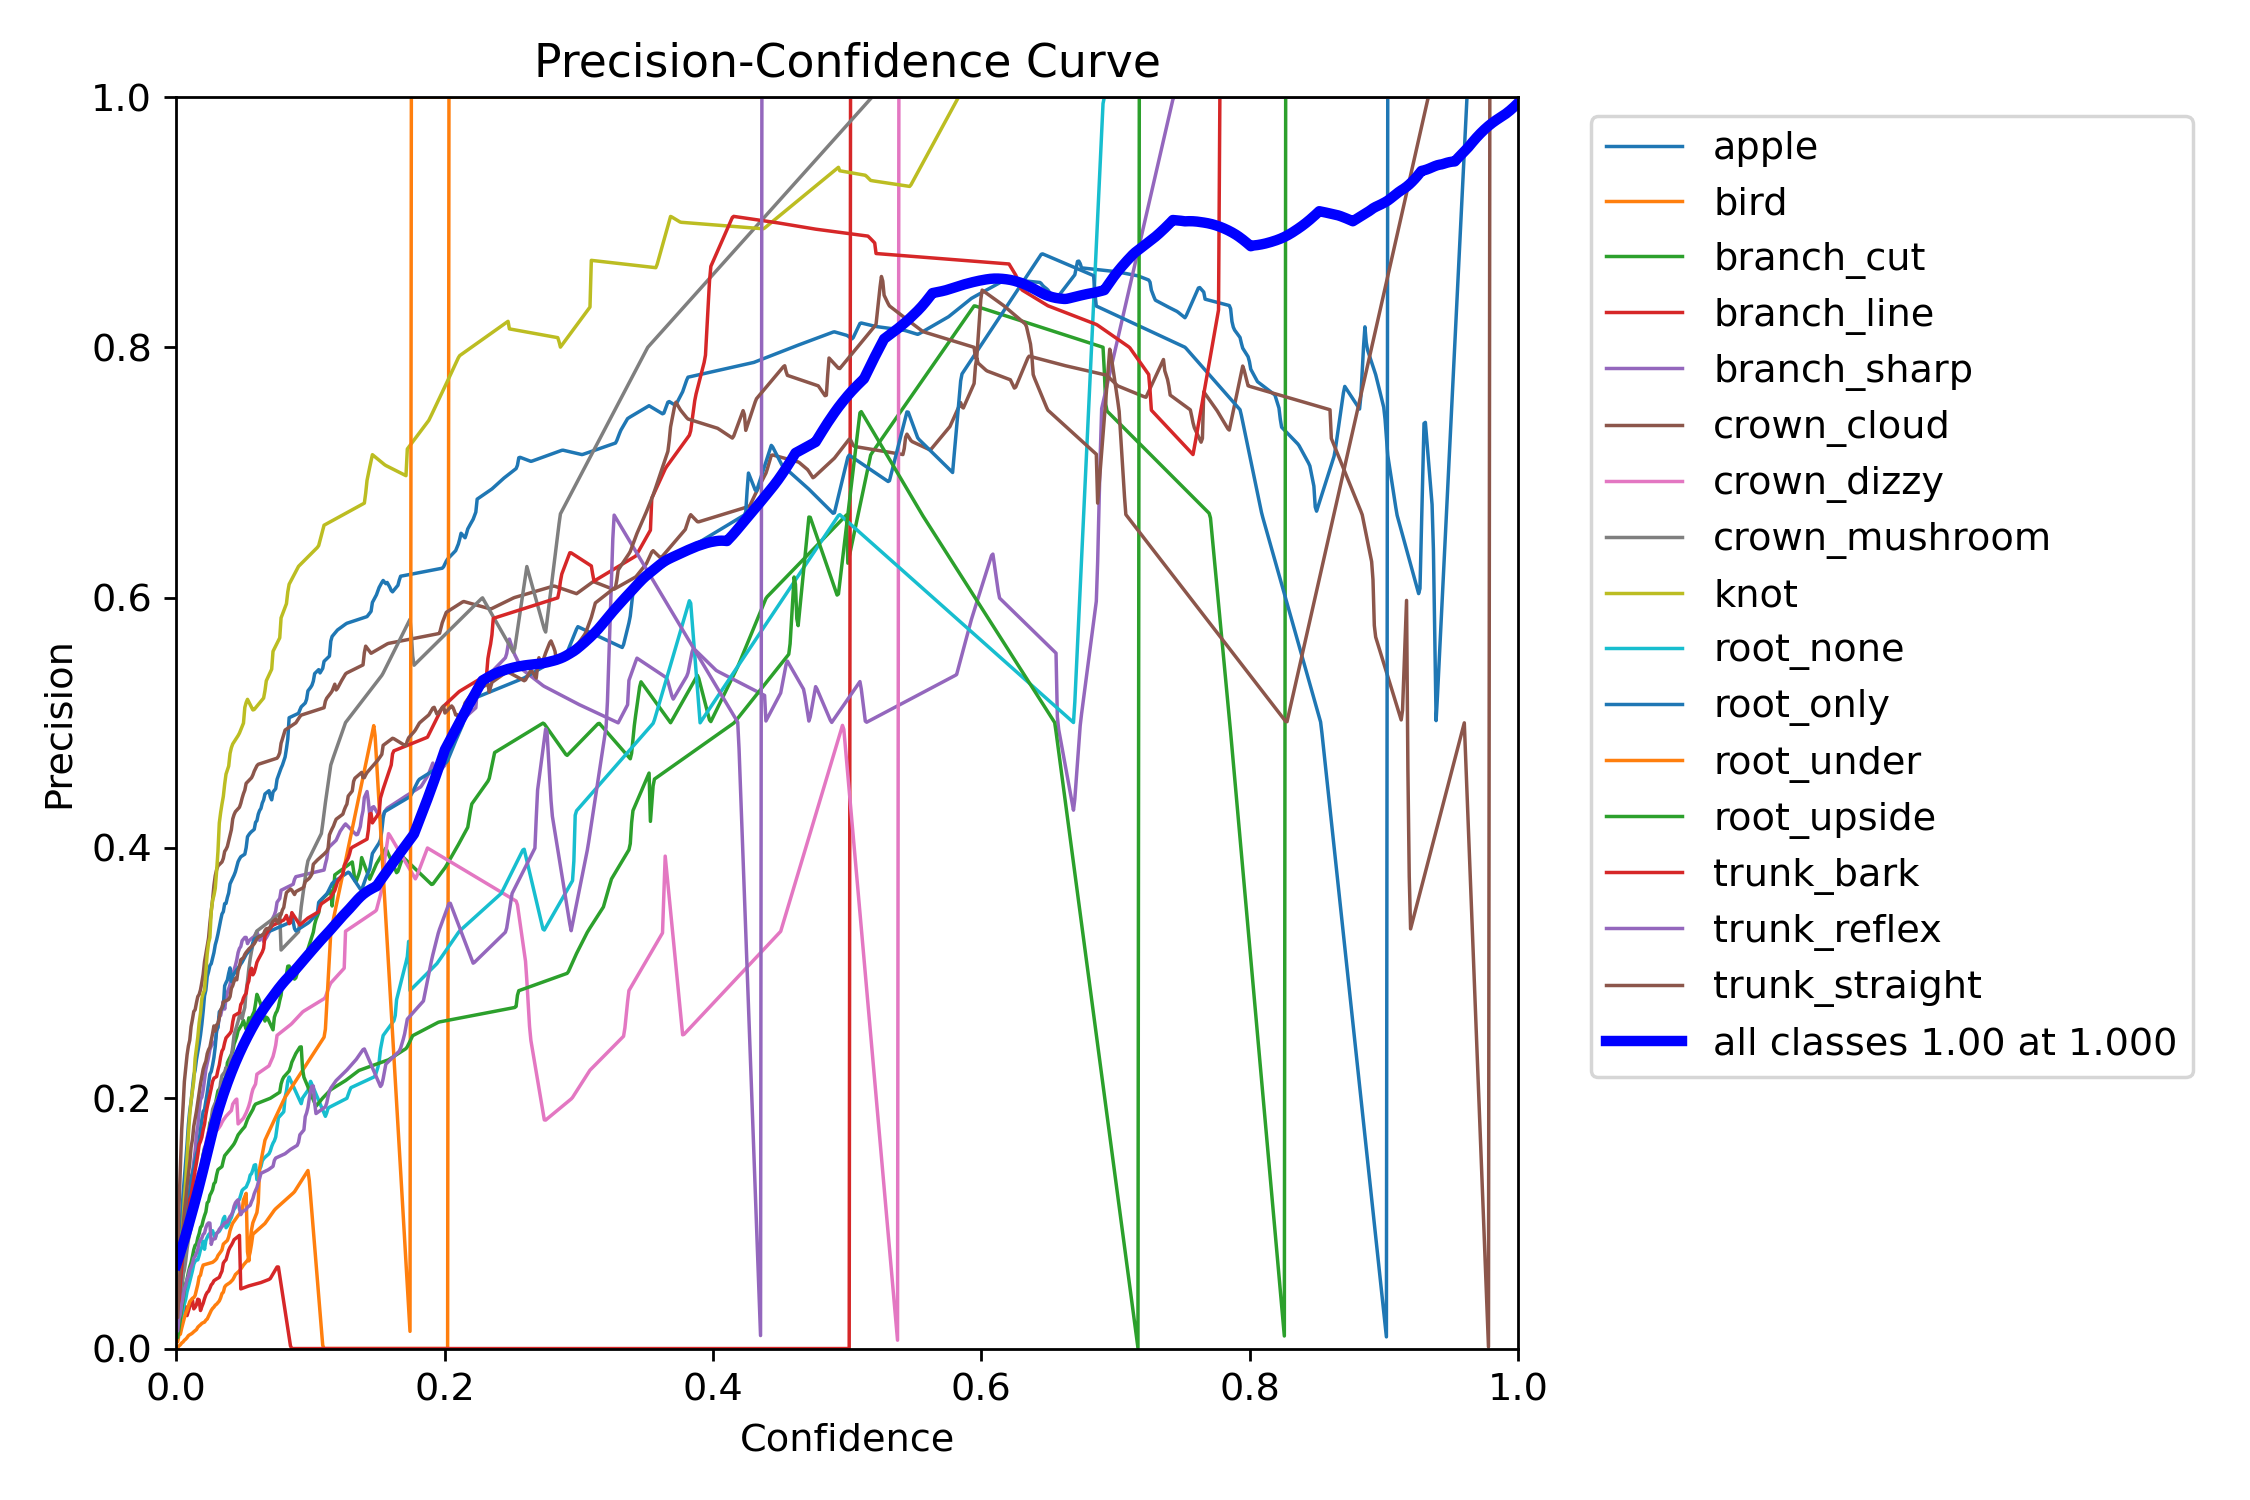 Precision-Confidence Curve
1.0
0.8
0.6
0.4
0.2
0.0
Precision
0.0 0.2 0.4 0.6 0.8 1.0
Confidence
apple
bird
branch_cut
branch_line
branch_sharp
crown_cloud
crown_dizzy
crown_mushroom
knot
root_none
root_only
root_under
root_upside
trunk_bark
trunk_reflex
trunk_straight
all classes 1.00 at 1.000